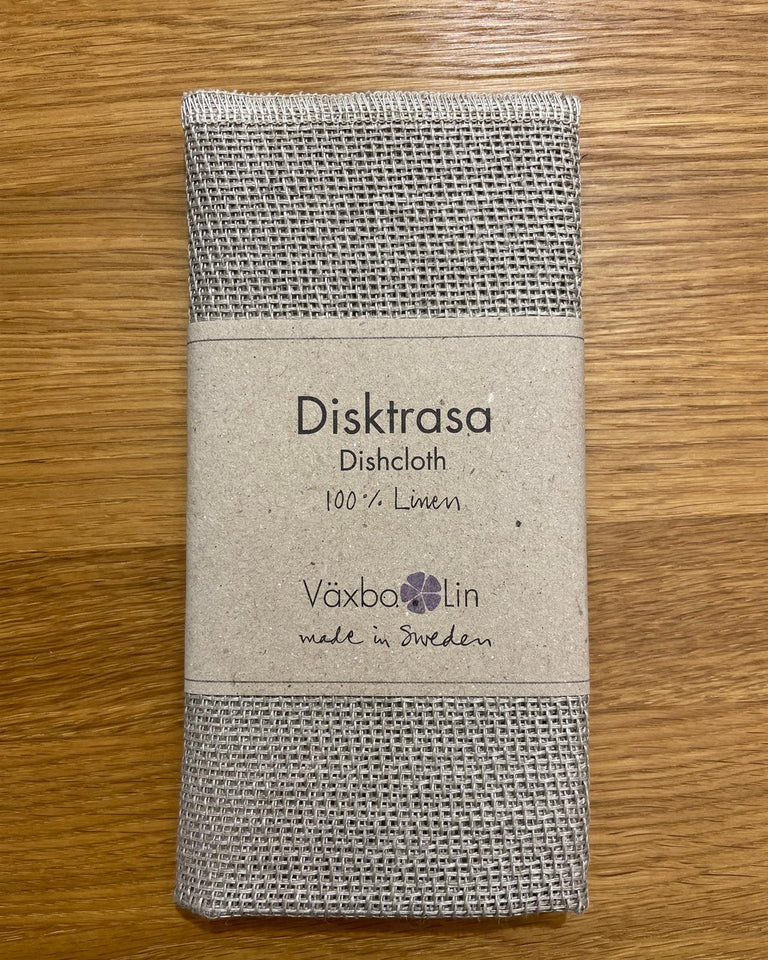 Disktrasa
Dishcloth
100% Linen
Växbo Lin
made in Sweden